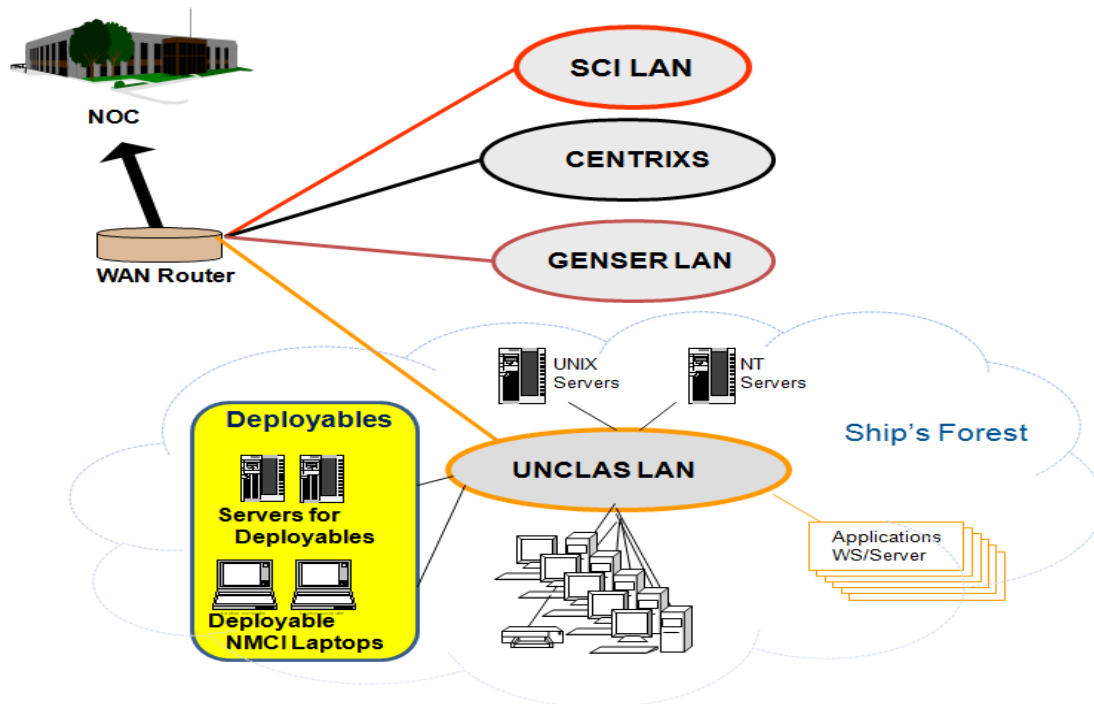 SCI LAN
NOC
CENTRIXS
WAN Router
GENSER LAN
UNIX
Servers
NT
Servers
Deployables
Ship's Forest
UNCLAS LAN
Servers for
Deployables
Applications
WS/Server
Deployable
NMCI Laptops